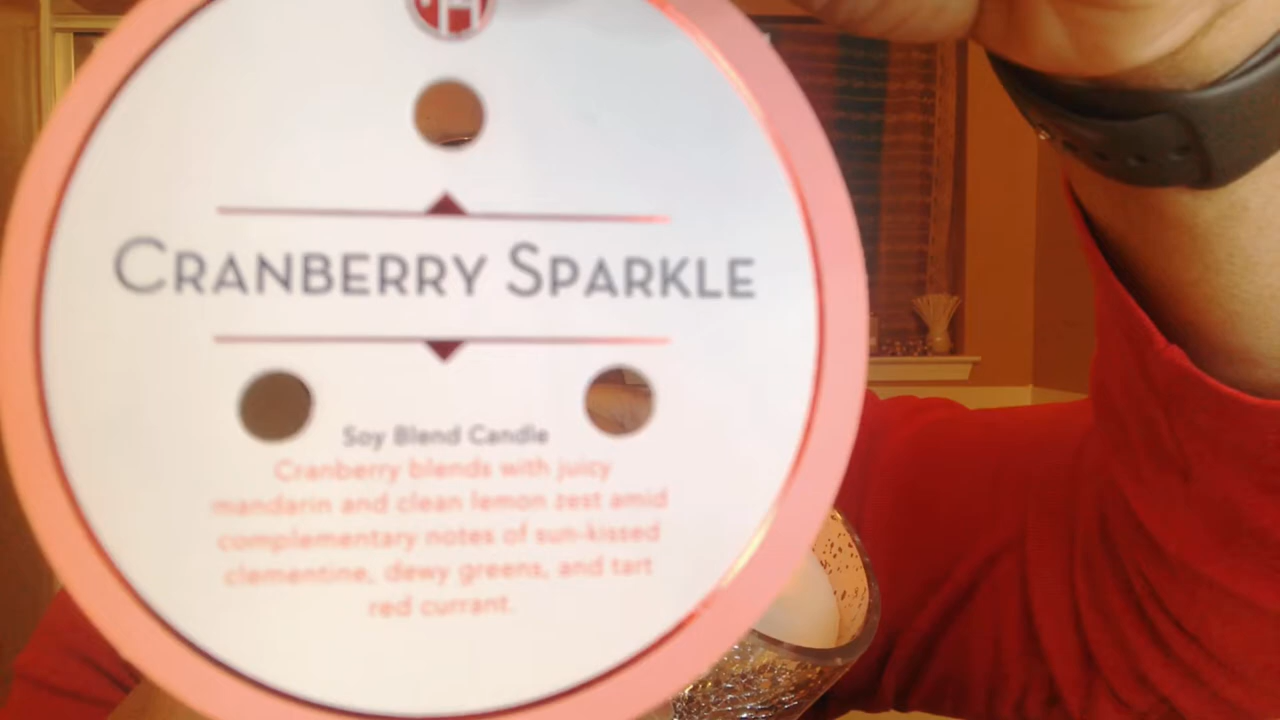 CRANBERRY SPARKLE
Soy Blend Candle
Cranberry blends with juicy
mandarin and clean lemon zest amid
complementary notes of sun-kissed
clementine, dewy greens, and tart
red currant.